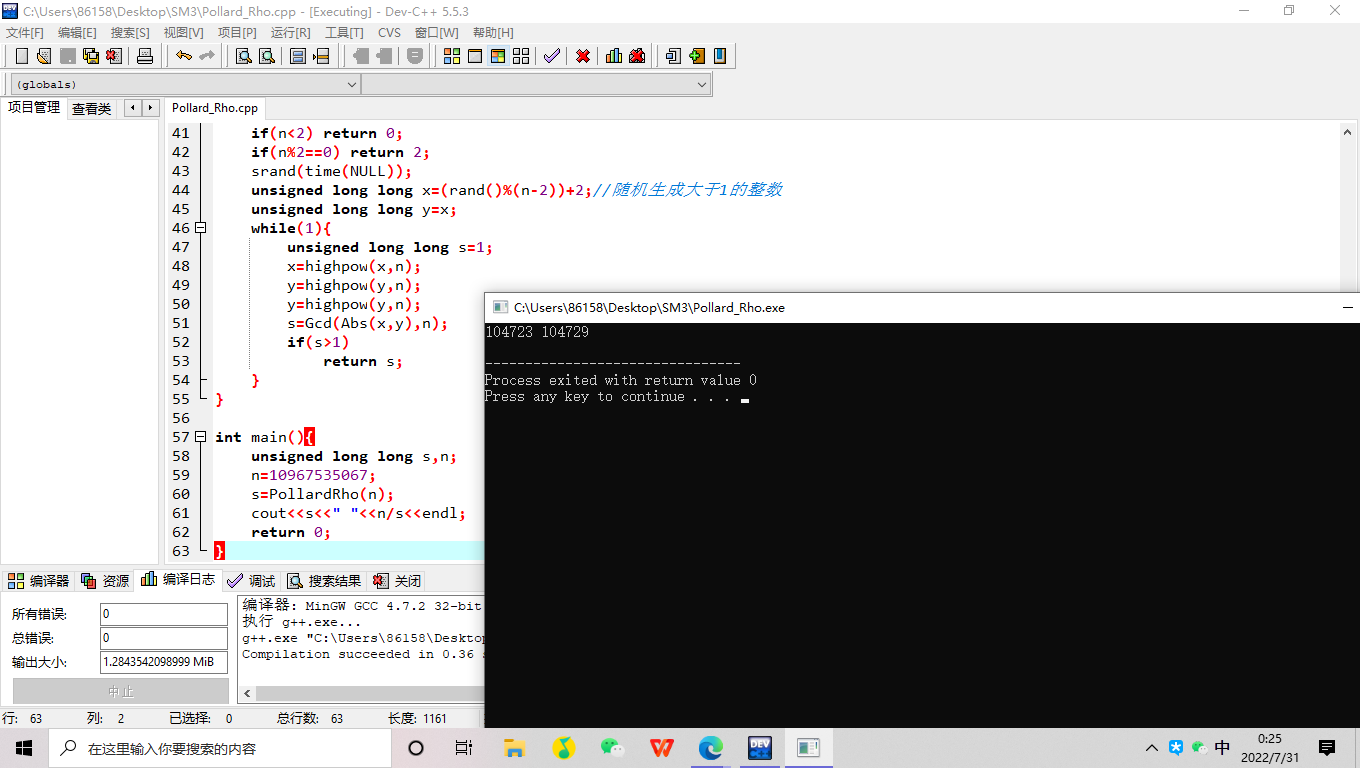 C:\Users\86158\Desktop\SM3\Pollard_Rho.cpp - [Executing] - Dev-C++ 5.5.3
文件[F] 编辑[E] 搜索[S] 视图[V] 项目[P] 运行[R] 工具[T] CVS 窗口[W] 帮助[H]
(globals)
项目管理 查看类 Pollard_Rho.cpp
41 if(n<2) return 0;
42 if(n%2==0) return 2;
43 srand(time(NULL));
44 unsigned long long x=(rand()%(n-2))+2;//随机生成大于1的整数
45 unsigned long long y=x;
46 while(1){
47 unsigned long long s=1;
48 x=highpow(x,n);
49 y=highpow(y,n);
50 y=highpow(y,n);
51 s=Gcd(Abs(x,y),n);
52 if(s>1)
53 return s;
54 }
55 }
56
57 int main(){
58 unsigned long long s,n;
59 n=10967535067;
60 s=PollardRho(n);
61 cout<<s<<" "<<n/s<<endl;
62 return 0;
63 }
C:\Users\86158\Desktop\SM3\Pollard_Rho.exe
104723 104729
--------------------------------
Process exited with return value 0
Press any key to continue . . .
编译器 资源 编译日志 调试 搜索结果 关闭
所有错误: 0
总错误: 0
输出大小: 1.2843542098999 MiB
中止
编译器: MinGW GCC 4.7.2 32-bit
执行 g++.exe...
g++.exe "C:\Users\86158\Desktop
Compilation succeeded in 0.36
行: 63 列: 2 已选择: 0 总行数: 63 长度: 1161
在这里输入你要搜索的内容
DEV
中
0:25
2022/7/31